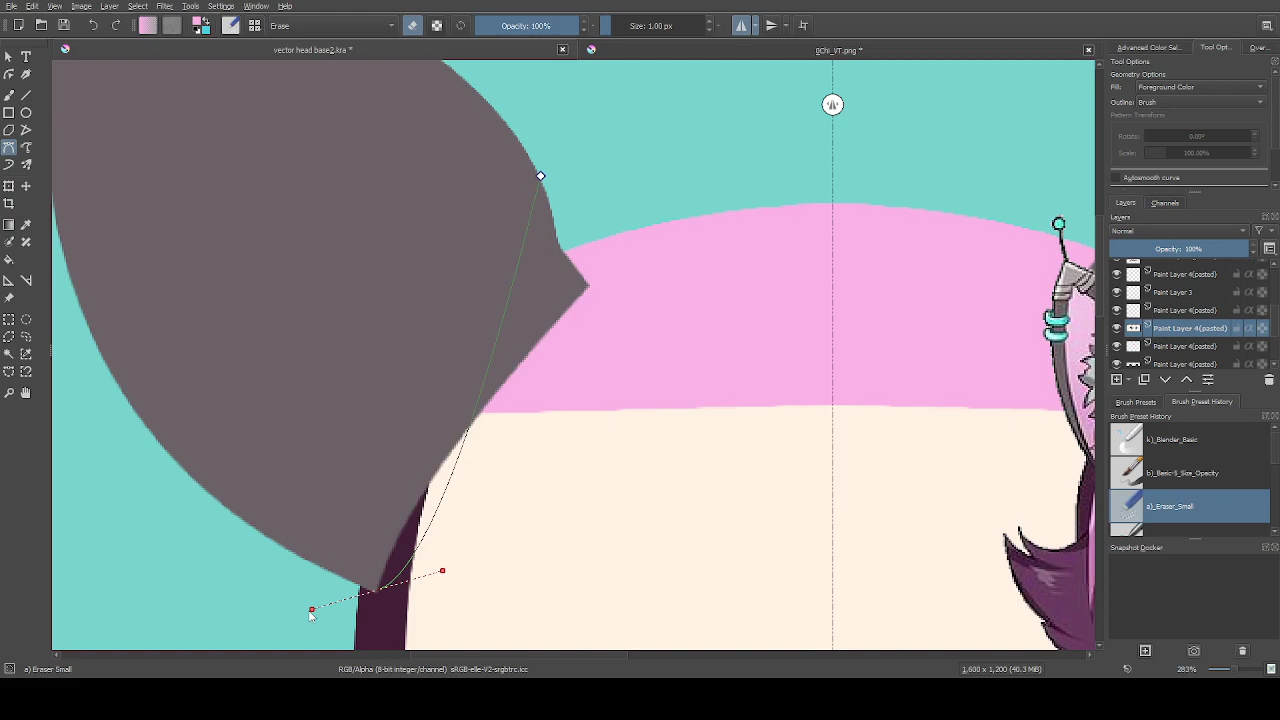 File Edit View Image Layer Select Filter Tools Settings Window Help
Erase
Opacity: 100%
Size: 1.00 px
vector head base2.kra *
0Chi_VT.png *
Advanced Color Sel... Tool Opt... Over...
Tool Options
Geometry Options
Fill: Foreground Color
Outline: Brush
Pattern Transform
Rotate: 0.00°
Scale: 100.00%
Autosmooth curve
Layers Channels
Layers
Normal
Opacity: 100%
Paint Layer 4(pasted)
Paint Layer 3
Paint Layer 4(pasted)
Paint Layer 4(pasted)
Paint Layer 4(pasted)
Paint Layer 4(pasted)
Brush Presets Brush Preset History
Brush Preset History
k)_Blender_Basic
b)_Basic-5_Size_Opacity
a)_Eraser_Small
Snapshot Docker
a) Eraser Small
RGB/Alpha (8-bit integer/channel) sRGB-elle-V2-srgbtrc.icc
1,600 x 1,200 (40.3 MiB)
283%